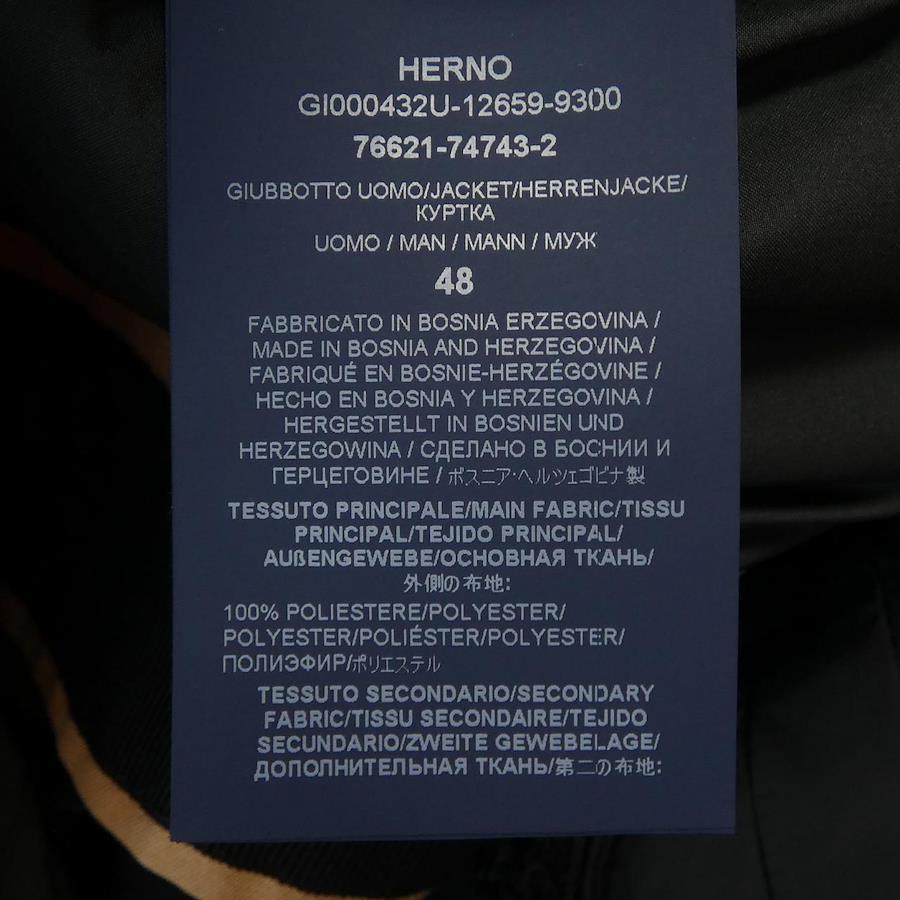 HERNO
GI000432U-12659-9300
76621-74743-2
GIUBBOTTO UOMO/JACKET/HERRENJACKE/
КУРТКА
UOMO / MAN / MANN / МУЖ
48
FABBRICATO IN BOSNIA ERZEGOVINA /
MADE IN BOSNIA AND HERZEGOVINA /
FABRIQUÉ EN BOSNIE-HERZÉGOVINE /
HECHO EN BOSNIA Y HERZEGOVINA /
HERGESTELLT IN BOSNIEN UND
HERZEGOWINA / СДЕЛАНО В БОСНИИ И
ГЕРЦЕГОВИНЕ / ボスニア・ヘルツェゴビナ製
TESSUTO PRINCIPALE/MAIN FABRIC/TISSU
PRINCIPAL/TEJIDO PRINCIPAL/
AUßENGEWEBE/ОСНОВНАЯ ТКАНЬ/
外側の布地:
100% POLIESTERE/POLYESTER/
POLYESTER/POLIÉSTER/POLYESTER/
ПОЛИЭФИР/ポリエステル
TESSUTO SECONDARIO/SECONDARY
FABRIC/TISSU SECONDAIRE/TEJIDO
SECUNDARIO/ZWEITE GEWEBELAGE/
ДОПОЛНИТЕЛЬНАЯ ТКАНЬ/第二の布地: